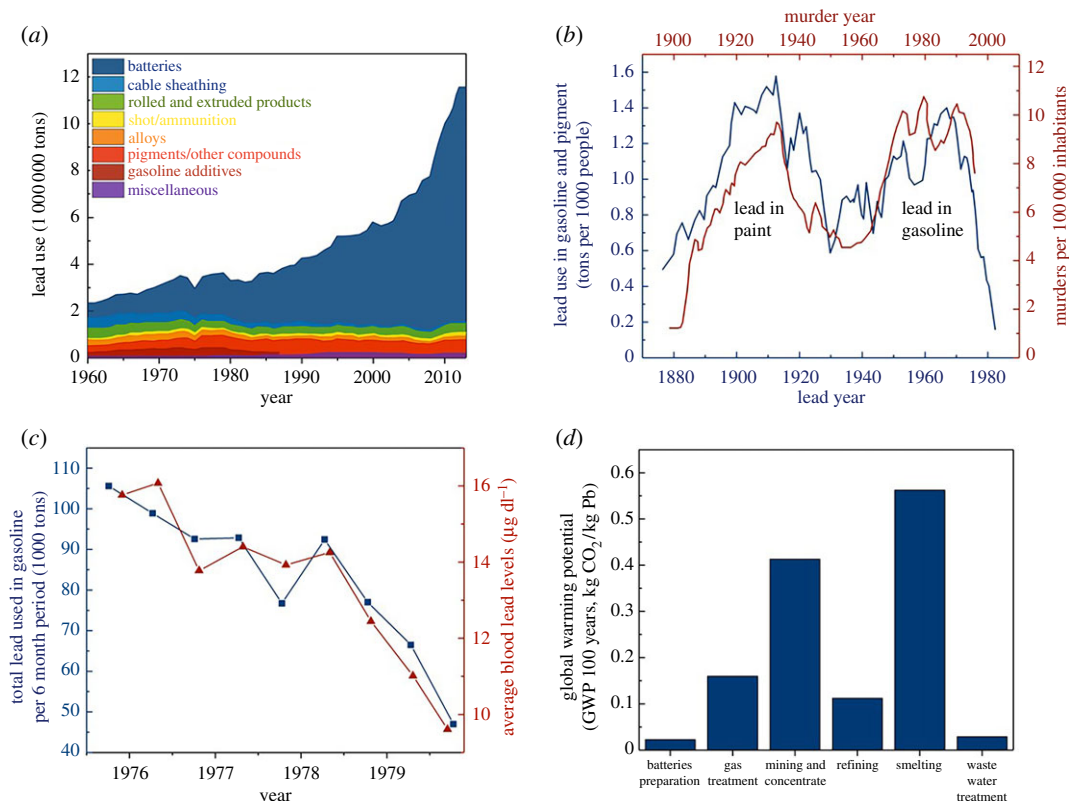 (a)
12
10
8
6
4
2
0
lead use (1 000 000 tons)
batteries
cable sheathing
rolled and extruded products
shot/ammunition
alloys
pigments/other compounds
gasoline additives
miscellaneous
1960 1970 1980 1990 2000 2010
year
(b)
murder year
1900 1920 1940 1960 1980 2000
1.6
1.4
1.2
1.0
0.8
0.6
0.4
0.2
0
lead use in gasoline and pigment
(tons per 1000 people)
lead in
paint
lead in
gasoline
12
10
8
6
4
2
murders per 100 000 inhabitants
1880 1900 1920 1940 1960 1980
lead year
(c)
110
100
90
80
70
60
50
40
total lead used in gasoline
per 6 month period (1000 tons)
16
14
12
10
average blood lead levels (µg dl⁻¹)
1976 1977 1978 1979
year
(d)
0.6
0.5
0.4
0.3
0.2
0.1
0
global warming potential
(GWP 100 years, kg CO₂/kg Pb)
batteries
preparation
gas
treatment
mining and
concentrate
refining
smelting
waste
water
treatment